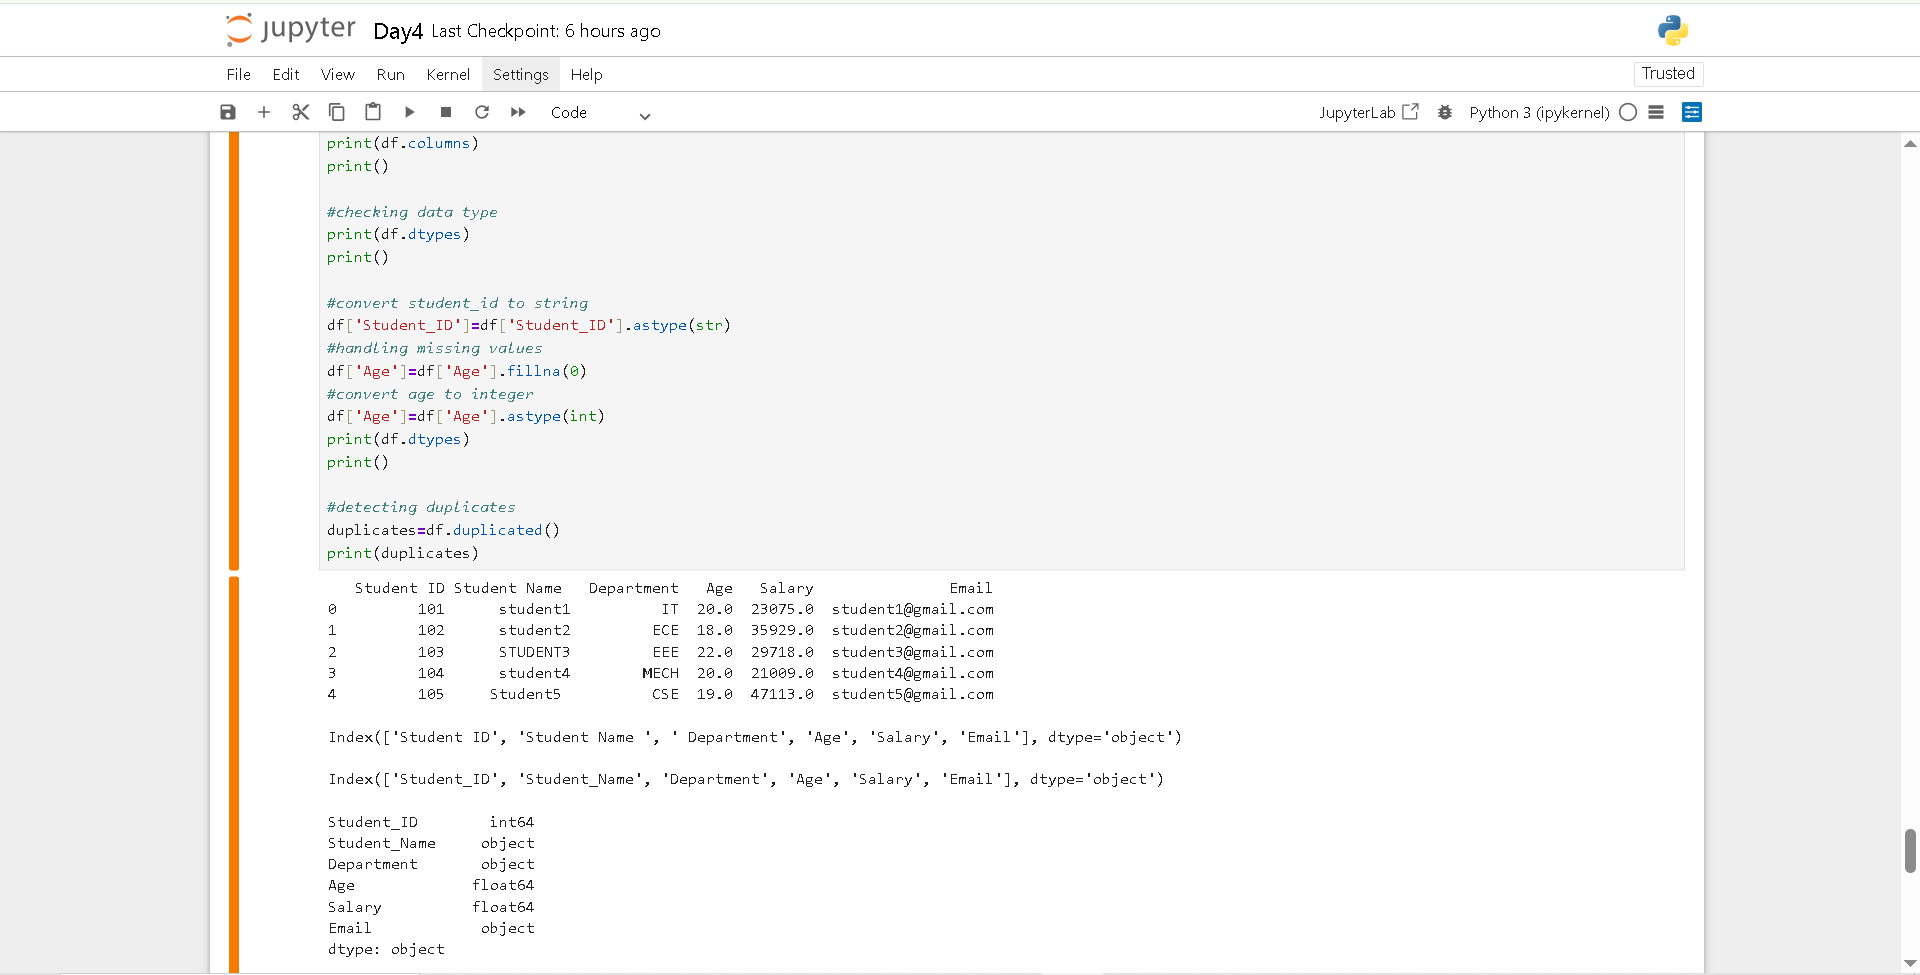 jupyter Day4 Last Checkpoint: 6 hours ago
File Edit View Run Kernel Settings Help Trusted
Code JupyterLab Python 3 (ipykernel)
print(df.columns)
print()
#checking data type
print(df.dtypes)
print()
#convert student_id to string
df['Student_ID']=df['Student_ID'].astype(str)
#handling missing values
df['Age']=df['Age'].fillna(0)
#convert age to integer
df['Age']=df['Age'].astype(int)
print(df.dtypes)
print()
#detecting duplicates
duplicates=df.duplicated()
print(duplicates)
Student ID Student Name Department Age Salary Email
0 101 student1 IT 20.0 23075.0 student1@gmail.com
1 102 student2 ECE 18.0 35929.0 student2@gmail.com
2 103 STUDENT3 EEE 22.0 29718.0 student3@gmail.com
3 104 student4 MECH 20.0 21009.0 student4@gmail.com
4 105 Student5 CSE 19.0 47113.0 student5@gmail.com
Index(['Student ID', 'Student Name ', ' Department', 'Age', 'Salary', 'Email'], dtype='object')
Index(['Student_ID', 'Student_Name', 'Department', 'Age', 'Salary', 'Email'], dtype='object')
Student_ID int64
Student_Name object
Department object
Age float64
Salary float64
Email object
dtype: object